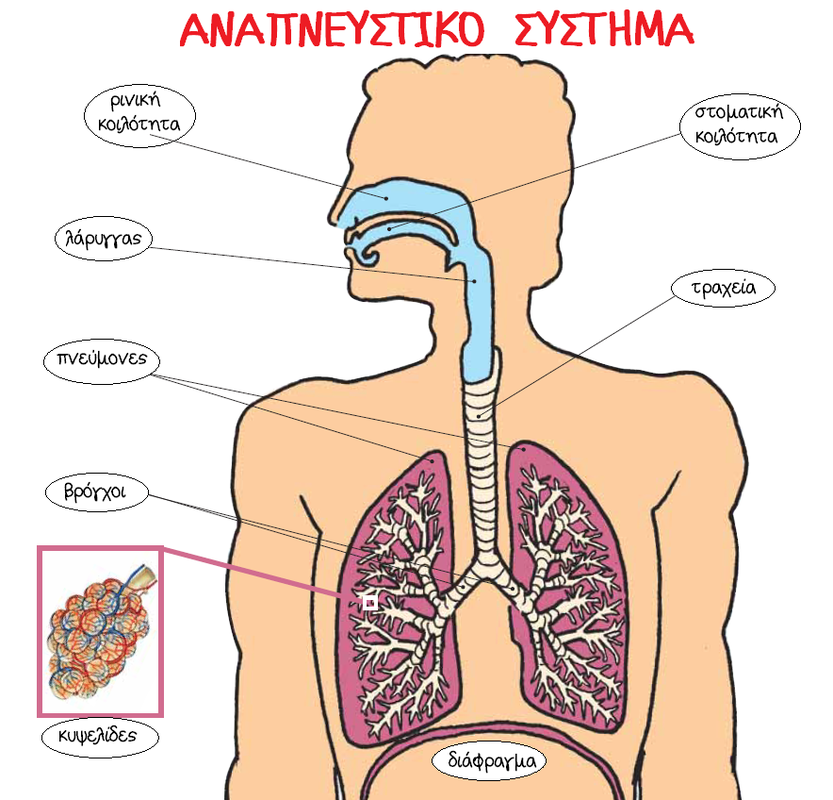 ΑΝΑΠΝΕΥΣΤΙΚΟ ΣΥΣΤΗΜΑ
ρινική
κοιλότητα
στοματική
κοιλότητα
λάρυγγας
τραχεία
πνεύμονες
βρόγχοι
κυψελίδες
διάφραγμα